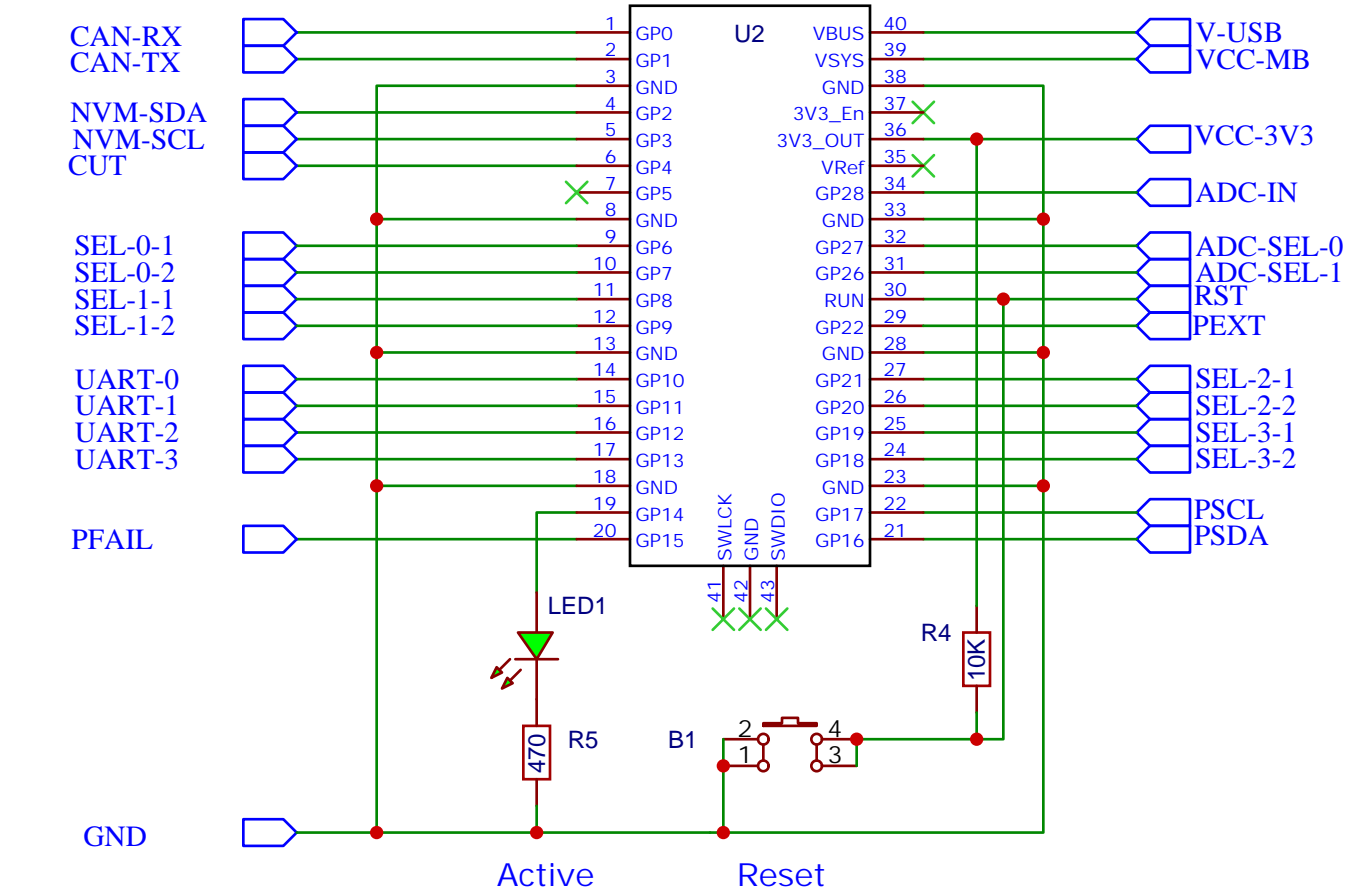 U2
CAN-RX 1 GP0 VBUS 40 V-USB
CAN-TX 2 GP1 VSYS 39 VCC-MB
3 GND GND 38
NVM-SDA 4 GP2 3V3_En 37
NVM-SCL 5 GP3 3V3_OUT 36 VCC-3V3
CUT 6 GP4 VRef 35
7 GP5 GP28 34 ADC-IN
8 GND GND 33
SEL-0-1 9 GP6 GP27 32 ADC-SEL-0
SEL-0-2 10 GP7 GP26 31 ADC-SEL-1
SEL-1-1 11 GP8 RUN 30 RST
SEL-1-2 12 GP9 GP22 29 PEXT
13 GND GND 28
UART-0 14 GP10 GP21 27 SEL-2-1
UART-1 15 GP11 GP20 26 SEL-2-2
UART-2 16 GP12 GP19 25 SEL-3-1
UART-3 17 GP13 GP18 24 SEL-3-2
18 GND GND 23
19 GP14 GP17 22 PSCL
PFAIL 20 GP15 GP16 21 PSDA
SWLCK GND SWDIO
41 42 43
LED1
R4
10K
R5
470
B1
2 4
1 3
GND
Active Reset